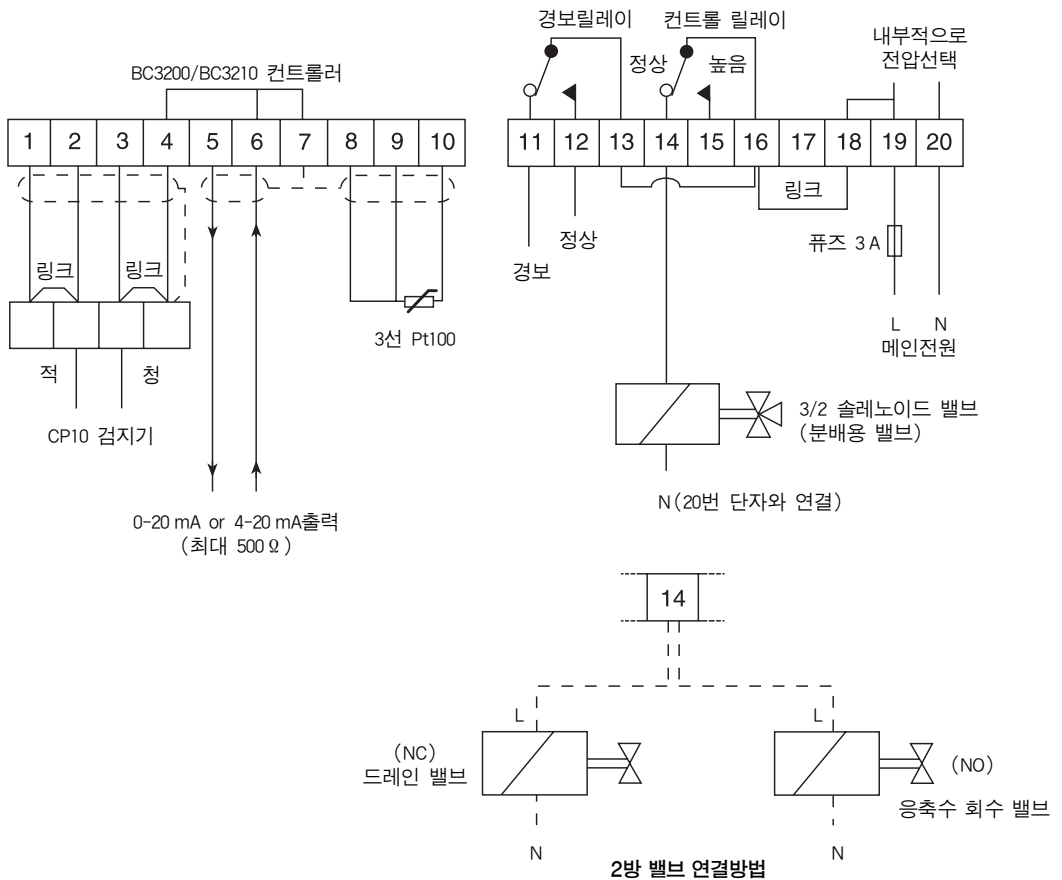 BC3200/BC3210 컨트롤러
1 2 3 4 5 6 7 8 9 10
링크 링크
적 청
CP10 검지기
3선 Pt100
0-20 mA or 4-20 mA출력
(최대 500 Ω)
경보릴레이 컨트롤 릴레이
내부적으로
전압선택
정상 높음
11 12 13 14 15 16 17 18 19 20
링크
정상
경보
퓨즈 3 A
L N
메인전원
3/2 솔레노이드 밸브
(분배용 밸브)
N(20번 단자와 연결)
14
L L
(NC)
드레인 밸브
(NO)
응축수 회수 밸브
N N
2방 밸브 연결방법